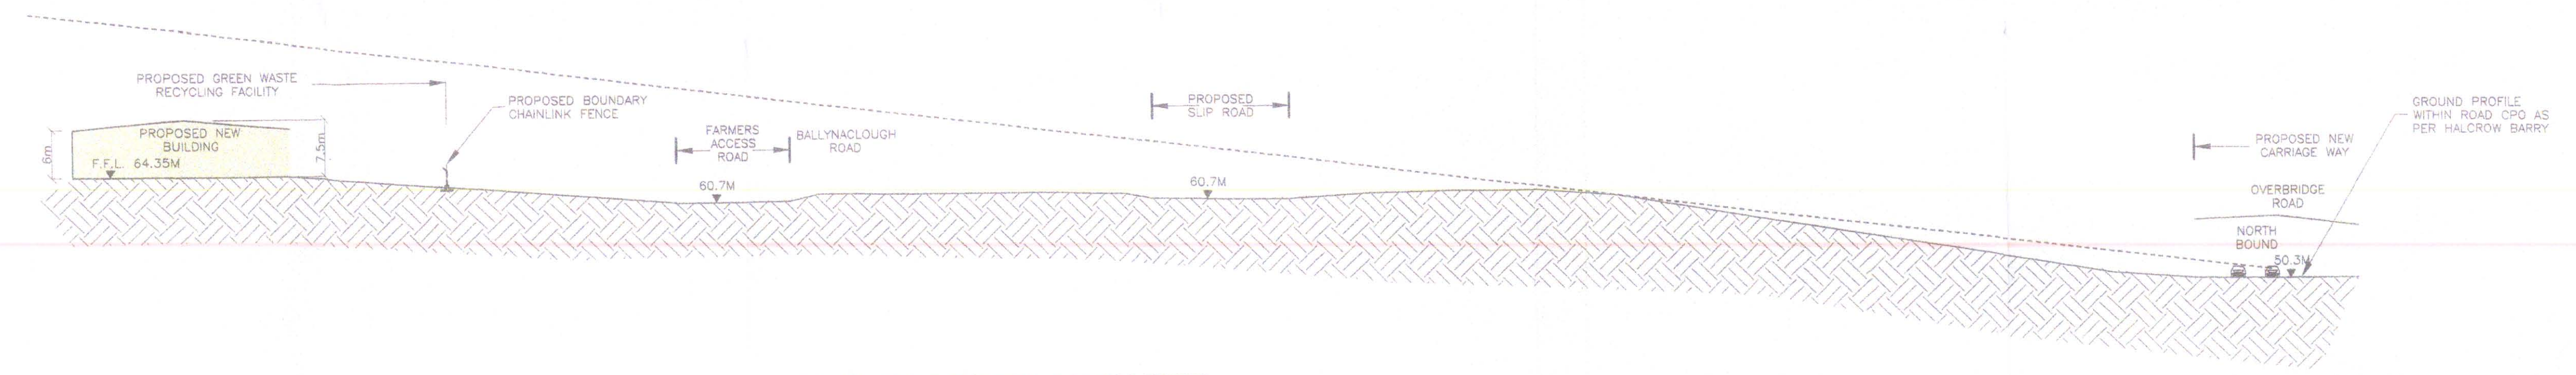 PROPOSED GREEN WASTE
RECYCLING FACILITY
PROPOSED BOUNDARY
CHAINLINK FENCE
6m
PROPOSED NEW
BUILDING
F.F.L. 64.35M
7.5m
FARMERS
ACCESS
ROAD
BALLYNACLOUGH
ROAD
60.7M
PROPOSED
SLIP ROAD
60.7M
GROUND PROFILE
WITHIN ROAD CPO AS
PER HALCROW BARRY
PROPOSED NEW
CARRIAGE WAY
OVERBRIDGE
ROAD
NORTH
BOUND
50.3M